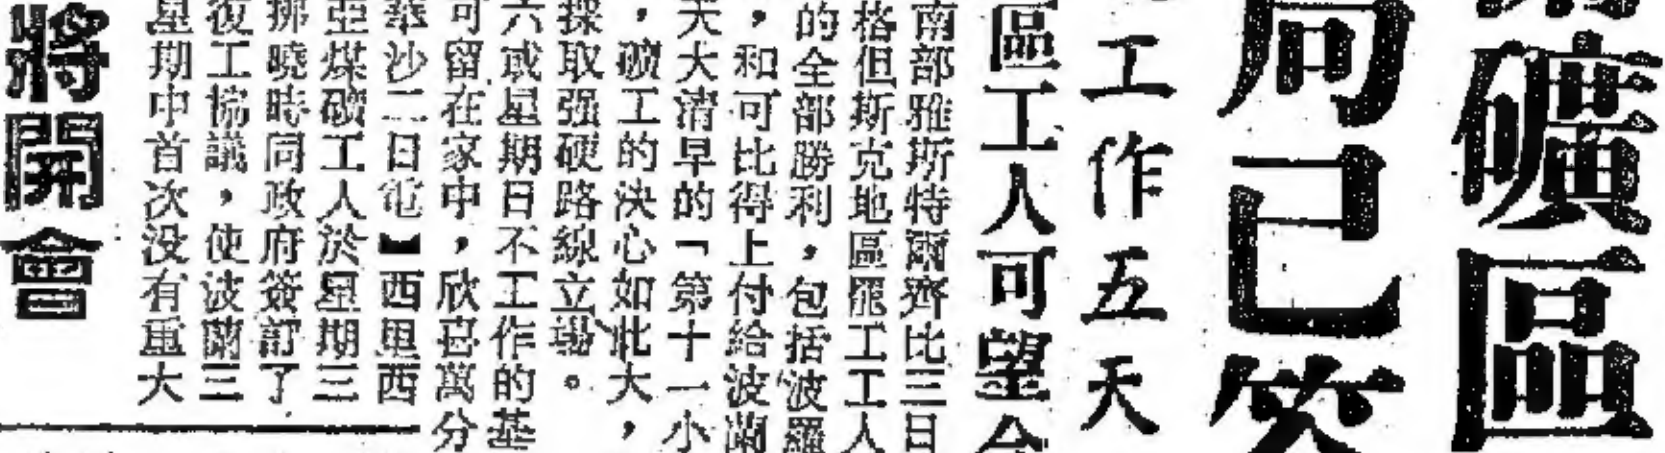 礦區
同已簽
工作五天
區工人可望今
南部雅斯特爾齊比三日
格但斯克地區罷工工人
的全部勝利，包括波羅
，和可比得上付給波蘭
天大清早的「第十一小
，礦工的決心如此大，
採取强硬路線立場。
六或星期日不工作的基
可留在家中，欣喜萬分
華沙二日電】西里西
亞煤礦工人於星期三
拂曉時同政府簽訂了
復工協議，使波蘭三
星期中首次没有重大
將開會